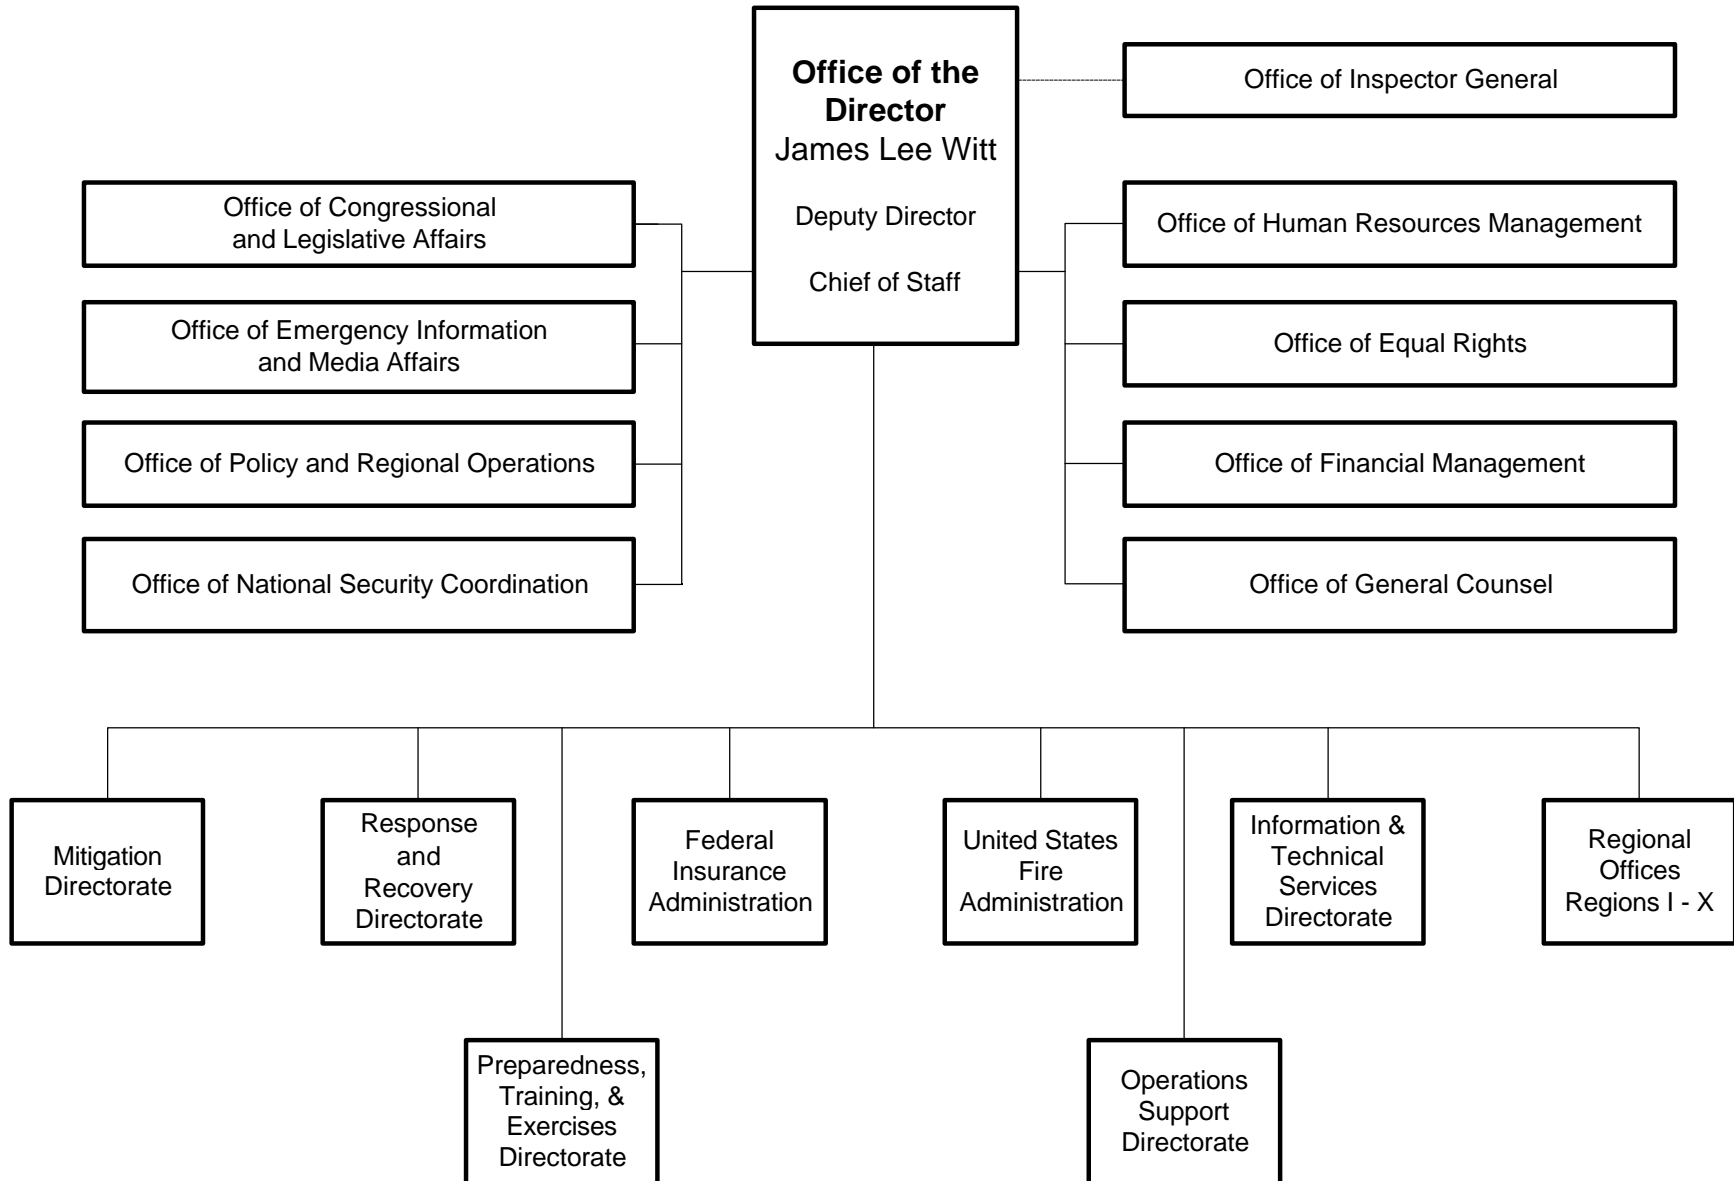 Office of the
Director
James Lee Witt
Deputy Director
Chief of Staff
Office of Inspector General
Office of Congressional
and Legislative Affairs
Office of Human Resources Management
Office of Emergency Information
and Media Affairs
Office of Equal Rights
Office of Policy and Regional Operations
Office of Financial Management
Office of National Security Coordination
Office of General Counsel
Mitigation
Directorate
Response
and
Recovery
Directorate
Federal
Insurance
Administration
United States
Fire
Administration
Information &
Technical
Services
Directorate
Regional
Offices
Regions I - X
Preparedness,
Training, &
Exercises
Directorate
Operations
Support
Directorate